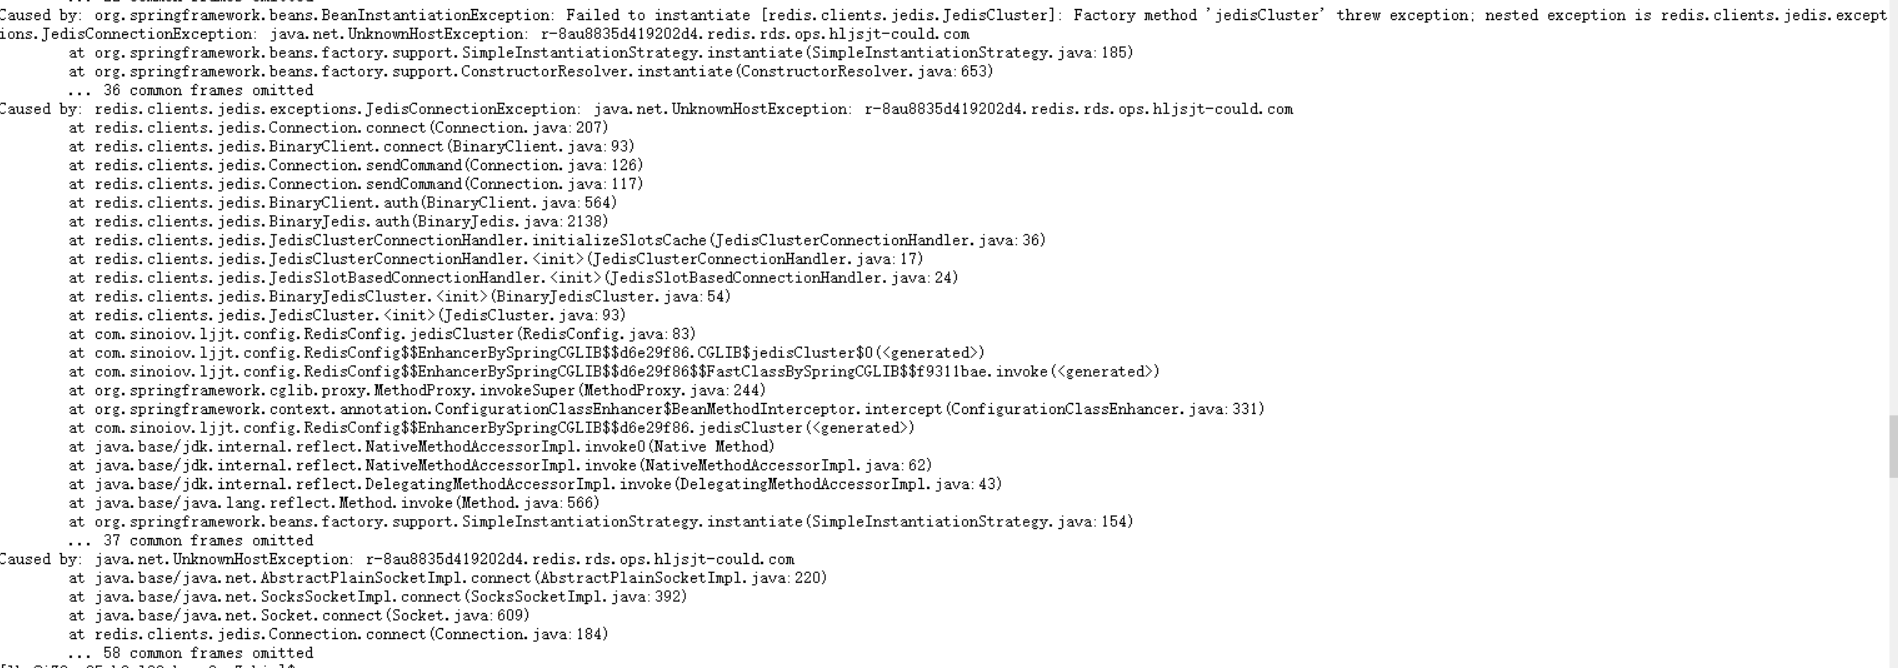 Caused by: org.springframework.beans.BeanInstantiationException: Failed to instantiate [redis.clients.jedis.JedisCluster]: Factory method 'jedisCluster' threw exception; nested exception is redis.clients.jedis.except
ions.JedisConnectionException: java.net.UnknownHostException: r-8au8835d419202d4.redis.rds.ops.hljsjt-could.com
at org.springframework.beans.factory.support.SimpleInstantiationStrategy.instantiate(SimpleInstantiationStrategy.java:185)
at org.springframework.beans.factory.support.ConstructorResolver.instantiate(ConstructorResolver.java:653)
... 36 common frames omitted
Caused by: redis.clients.jedis.exceptions.JedisConnectionException: java.net.UnknownHostException: r-8au8835d419202d4.redis.rds.ops.hljsjt-could.com
at redis.clients.jedis.Connection.connect(Connection.java:207)
at redis.clients.jedis.BinaryClient.connect(BinaryClient.java:93)
at redis.clients.jedis.Connection.sendCommand(Connection.java:126)
at redis.clients.jedis.Connection.sendCommand(Connection.java:117)
at redis.clients.jedis.BinaryClient.auth(BinaryClient.java:564)
at redis.clients.jedis.BinaryJedis.auth(BinaryJedis.java:2138)
at redis.clients.jedis.JedisClusterConnectionHandler.initializeSlotsCache(JedisClusterConnectionHandler.java:36)
at redis.clients.jedis.JedisClusterConnectionHandler.<init>(JedisClusterConnectionHandler.java:17)
at redis.clients.jedis.JedisSlotBasedConnectionHandler.<init>(JedisSlotBasedConnectionHandler.java:24)
at redis.clients.jedis.BinaryJedisCluster.<init>(BinaryJedisCluster.java:54)
at redis.clients.jedis.JedisCluster.<init>(JedisCluster.java:93)
at com.sinoiov.ljjt.config.RedisConfig.jedisCluster(RedisConfig.java:83)
at com.sinoiov.ljjt.config.RedisConfig$$EnhancerBySpringCGLIB$$d6e29f86.CGLIB$jedisCluster$0(<generated>)
at com.sinoiov.ljjt.config.RedisConfig$$EnhancerBySpringCGLIB$$d6e29f86$$FastClassBySpringCGLIB$$f9311bae.invoke(<generated>)
at org.springframework.cglib.proxy.MethodProxy.invokeSuper(MethodProxy.java:244)
at org.springframework.context.annotation.ConfigurationClassEnhancer$BeanMethodInterceptor.intercept(ConfigurationClassEnhancer.java:331)
at com.sinoiov.ljjt.config.RedisConfig$$EnhancerBySpringCGLIB$$d6e29f86.jedisCluster(<generated>)
at java.base/jdk.internal.reflect.NativeMethodAccessorImpl.invoke0(Native Method)
at java.base/jdk.internal.reflect.NativeMethodAccessorImpl.invoke(NativeMethodAccessorImpl.java:62)
at java.base/jdk.internal.reflect.DelegatingMethodAccessorImpl.invoke(DelegatingMethodAccessorImpl.java:43)
at java.base/java.lang.reflect.Method.invoke(Method.java:566)
at org.springframework.beans.factory.support.SimpleInstantiationStrategy.instantiate(SimpleInstantiationStrategy.java:154)
... 37 common frames omitted
Caused by: java.net.UnknownHostException: r-8au8835d419202d4.redis.rds.ops.hljsjt-could.com
at java.base/java.net.AbstractPlainSocketImpl.connect(AbstractPlainSocketImpl.java:220)
at java.base/java.net.SocksSocketImpl.connect(SocksSocketImpl.java:392)
at java.base/java.net.Socket.connect(Socket.java:609)
at redis.clients.jedis.Connection.connect(Connection.java:184)
... 58 common frames omitted